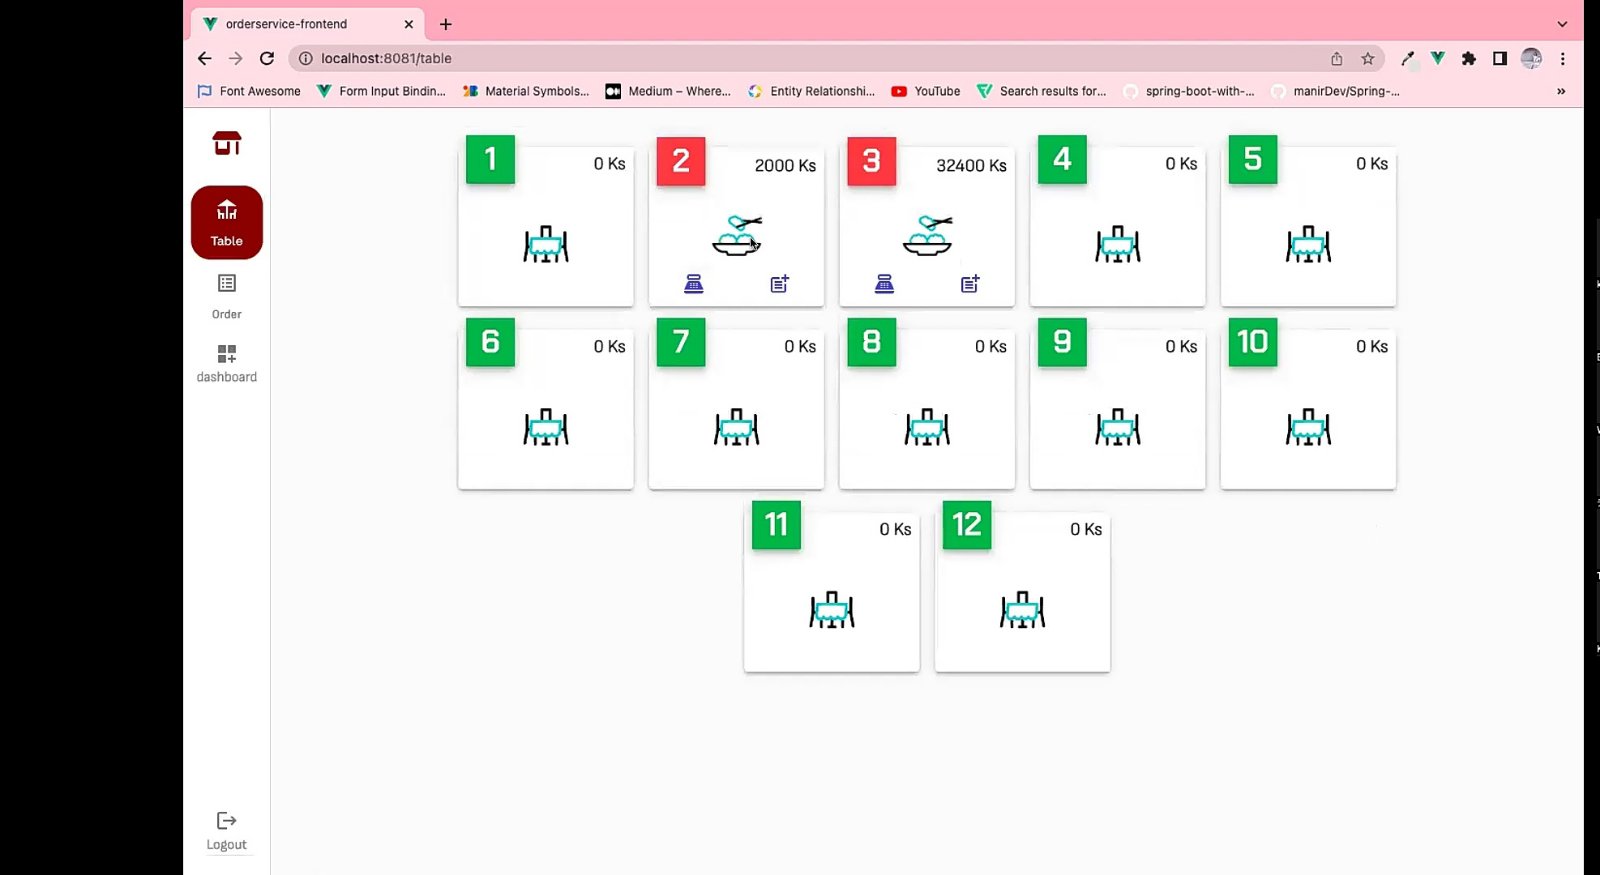 orderservice-frontend
localhost:8081/table
Font Awesome
Form Input Bindin...
Material Symbols...
Medium – Where...
Entity Relationshi...
YouTube
Search results for...
spring-boot-with-...
manirDev/Spring-...
Table
Order
dashboard
Logout
1
0 Ks
2
2000 Ks
3
32400 Ks
4
0 Ks
5
0 Ks
6
0 Ks
7
0 Ks
8
0 Ks
9
0 Ks
10
0 Ks
11
0 Ks
12
0 Ks